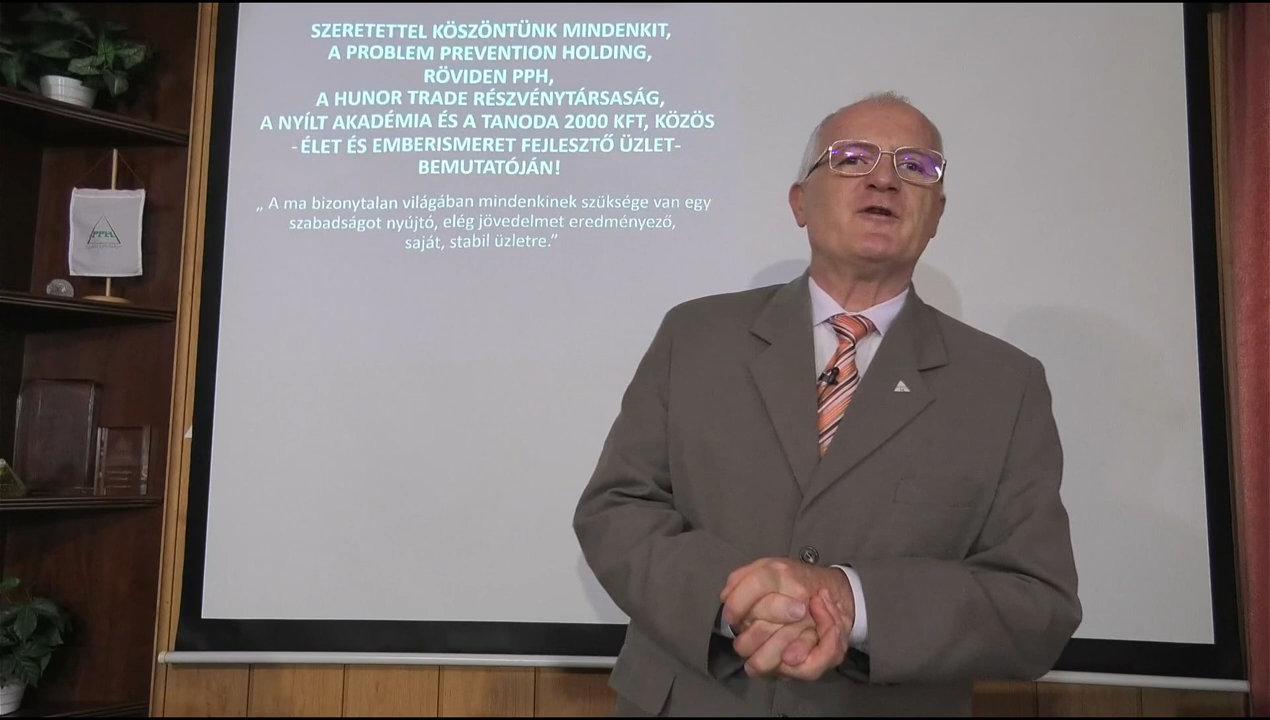 SZERETETTEL KÖSZÖNTÜNK MINDENKIT,
A PROBLEM PREVENTION HOLDING,
RÖVIDEN PPH,
A HUNOR TRADE RÉSZVÉNYTÁRSASÁG,
A NYÍLT AKADÉMIA ÉS A TANODA 2000 KFT, KÖZÖS
- ÉLET ÉS EMBERISMERET FEJLESZTŐ ÜZLET-
BEMUTATÓJÁN!
„ A ma bizonytalan világában mindenkinek szüksége van egy
szabadságot nyújtó, elég jövedelmet eredményező,
saját, stabil üzletre.”